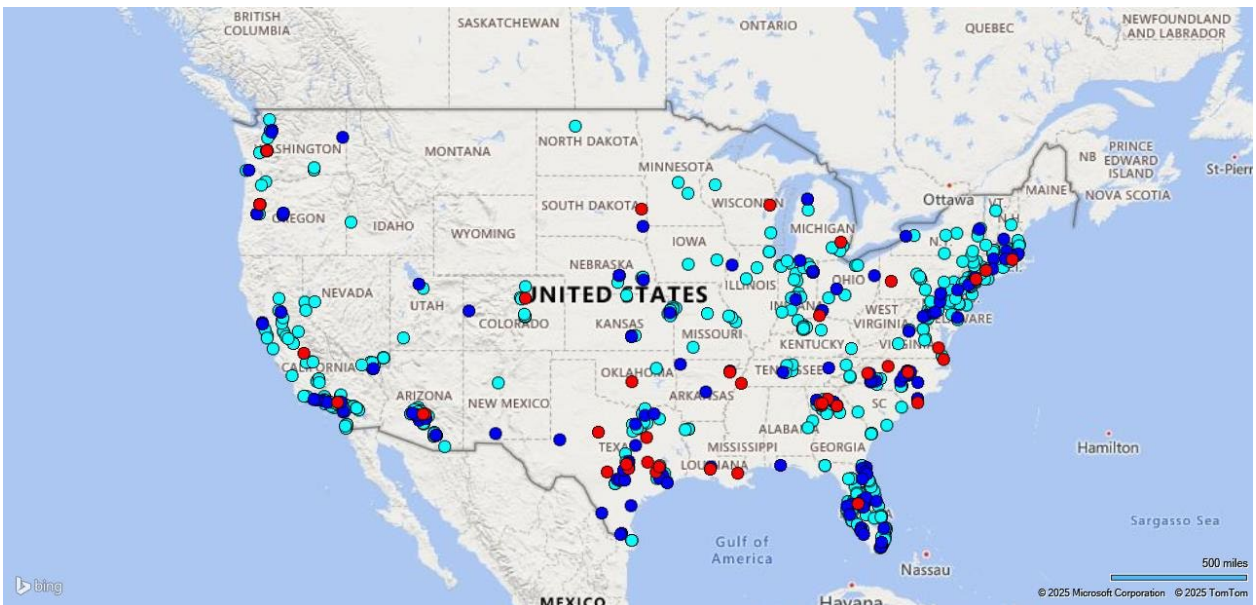 BRITISH
COLUMBIA
SASKATCHEWAN
ONTARIO
QUEBEC
NEWFOUNDLAND
AND LABRADOR
NORTH DAKOTA
MONTANA
MINNESOTA
NB
PRINCE
EDWARD
ISLAND
St-Pierr
Ottawa
MAINE
NOVA SCOTIA
VT.
N.H.
SOUTH DAKOTA
OREGON
IDAHO
WYOMING
MICHIGAN
IOWA
NEBRASKA
NEVADA
UTAH
UNITED STATES
ILLINOIS
OHIO
COLORADO
KANSAS
MISSOURI
WEST
VIRGINIA
KENTUCKY
OKLAHOMA
ARIZONA
NEW MEXICO
ARKANSAS
SC
MISSISSIPPI
GEORGIA
Hamilton
Gulf of
America
Sargasso Sea
Nassau
500 miles
bing
MEXICO
Havana
© 2025 Microsoft Corporation © 2025 TomTom